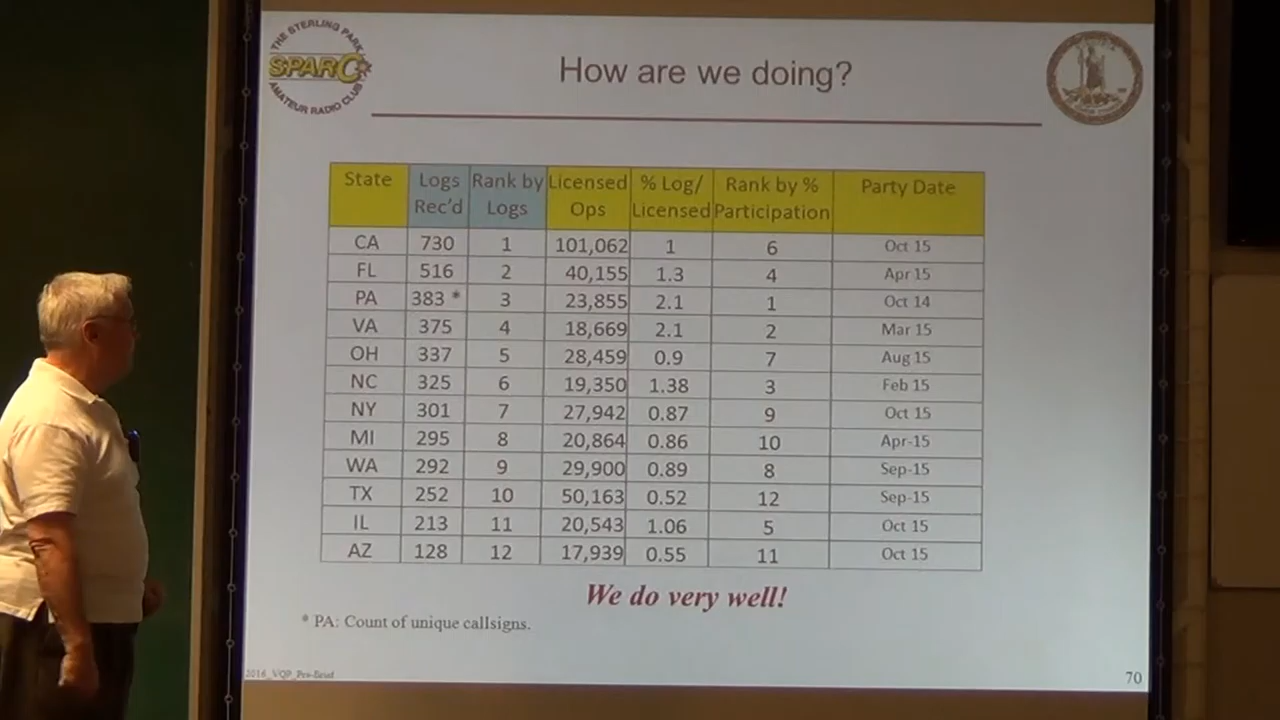 THE STERLING PARK
SPARC
AMATEUR RADIO CLUB
How are we doing?
State Logs Rec'd Rank by Logs Licensed Ops % Log/ Licensed Rank by % Participation Party Date
CA 730 1 101,062 1 6 Oct 15
FL 516 2 40,155 1.3 4 Apr 15
PA 383 * 3 23,855 2.1 1 Oct 14
VA 375 4 18,669 2.1 2 Mar 15
OH 337 5 28,459 0.9 7 Aug 15
NC 325 6 19,350 1.38 3 Feb 15
NY 301 7 27,942 0.87 9 Oct 15
MI 295 8 20,864 0.86 10 Apr-15
WA 292 9 29,900 0.89 8 Sep-15
TX 252 10 50,163 0.52 12 Sep-15
IL 213 11 20,543 1.06 5 Oct 15
AZ 128 12 17,939 0.55 11 Oct 15
We do very well!
* PA: Count of unique callsigns.
2016_VQP_Pre-Brief 70